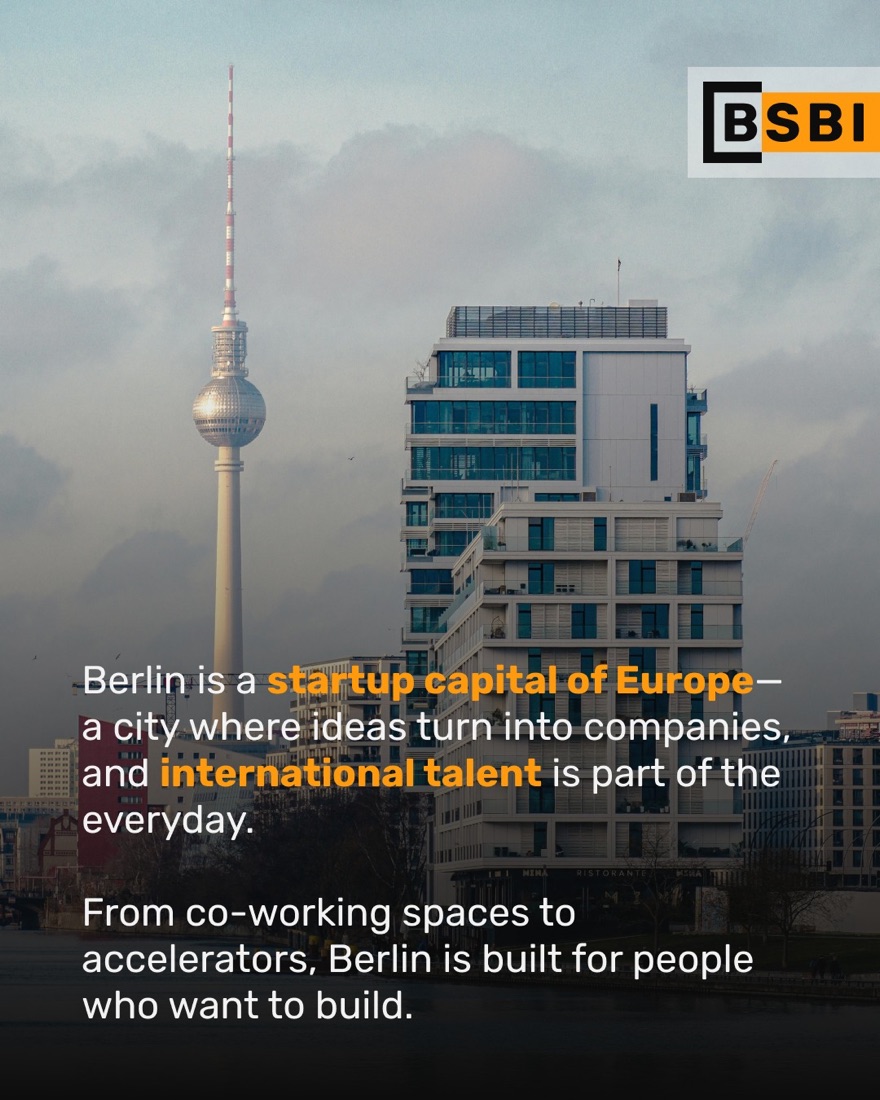 BSBI
Berlin is a startup capital of Europe—
a city where ideas turn into companies,
and international talent is part of the
everyday.
From co-working spaces to
accelerators, Berlin is built for people
who want to build.
RISTORANTE